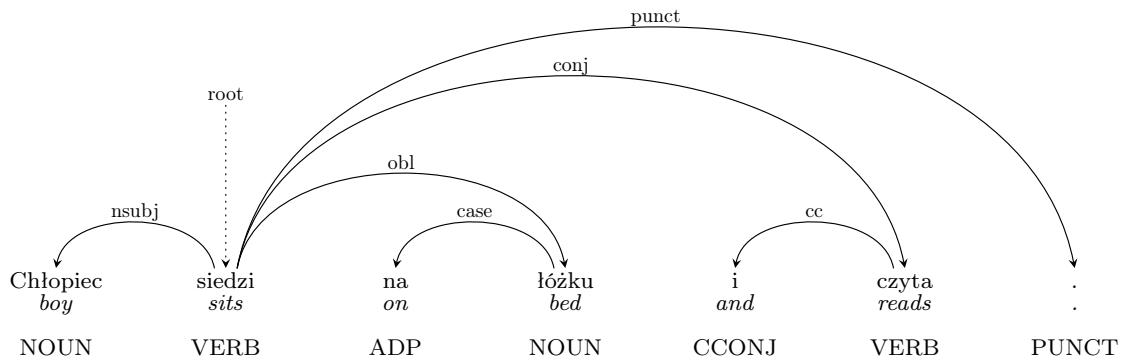 punct
conj
root
obl
nsubj case cc
Chłopiec siedzi na łóżku i czyta .
boy sits on bed and reads .
NOUN VERB ADP NOUN CCONJ VERB PUNCT